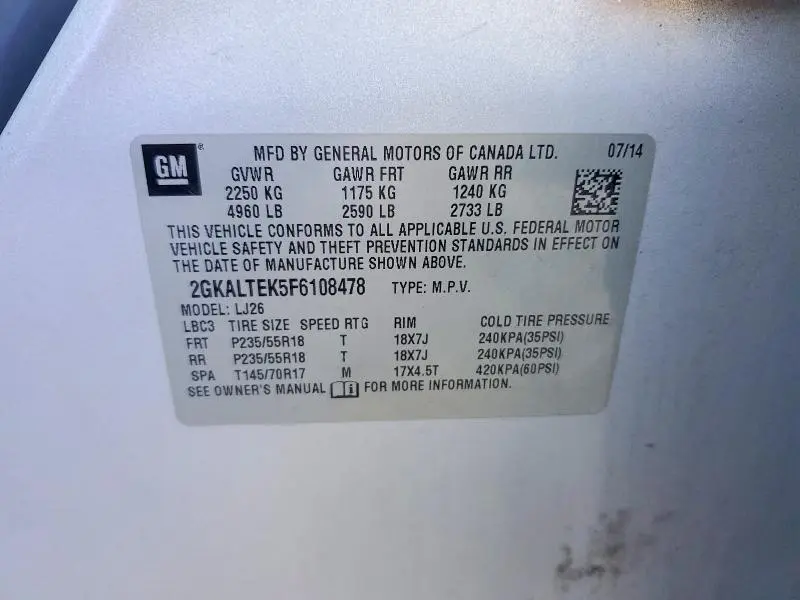 GM ® MFD BY GENERAL MOTORS OF CANADA LTD. 07/14
GVWR GAWR FRT GAWR RR
2250 KG 1175 KG 1240 KG
4960 LB 2590 LB 2733 LB
THIS VEHICLE CONFORMS TO ALL APPLICABLE U.S. FEDERAL MOTOR
VEHICLE SAFETY AND THEFT PREVENTION STANDARDS IN EFFECT ON
THE DATE OF MANUFACTURE SHOWN ABOVE.
2GKALTEK5F6108478 TYPE: M.P.V.
MODEL: LJ26
LBC3 TIRE SIZE SPEED RTG RIM COLD TIRE PRESSURE
FRT P235/55R18 T 18X7J 240KPA(35PSI)
RR P235/55R18 T 18X7J 240KPA(35PSI)
SPA T145/70R17 M 17X4.5T 420KPA(60PSI)
SEE OWNER'S MANUAL i FOR MORE INFORMATION.